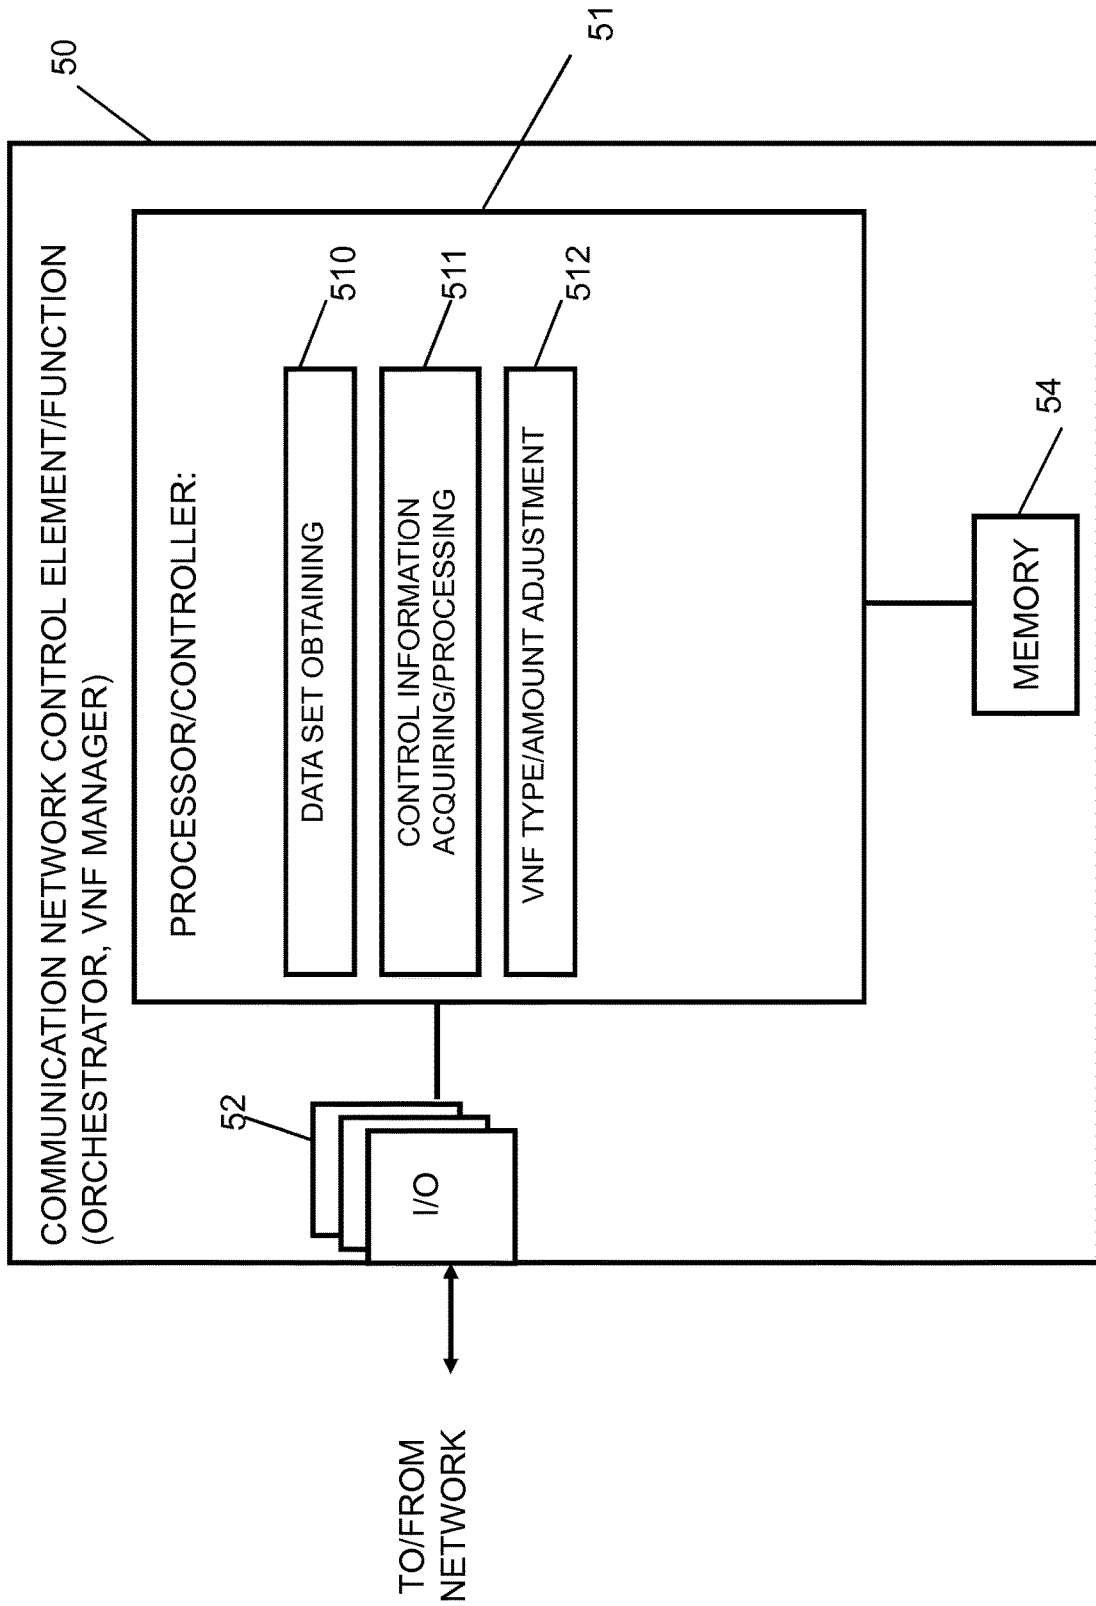 COMMUNICATION NETWORK CONTROL ELEMENT/FUNCTION
(ORCHESTRATOR, VNF MANAGER)
50
PROCESSOR/CONTROLLER:
51
DATA SET OBTAINING
510
CONTROL INFORMATION
ACQUIRING/PROCESSING
511
VNF TYPE/AMOUNT ADJUSTMENT
512
52
I/O
TO/FROM
NETWORK
MEMORY
54